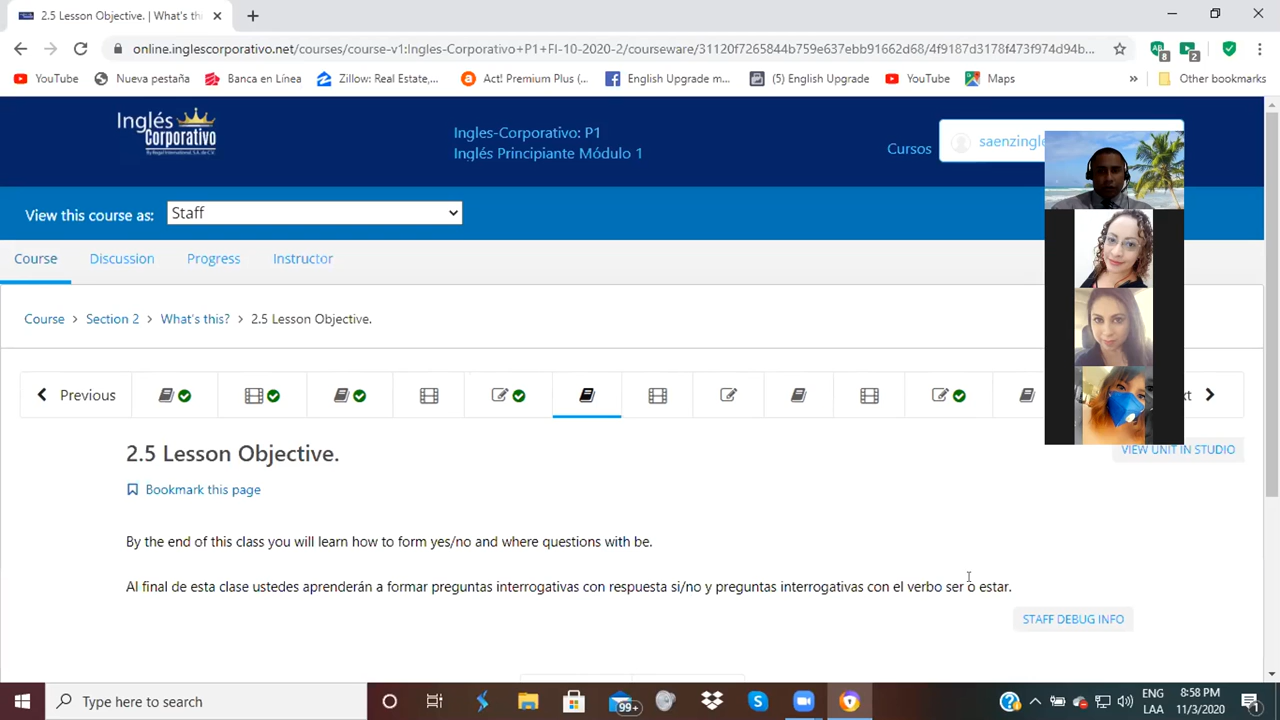 2.5 Lesson Objective. | What's thi
online.inglescorporativo.net/courses/course-v1:Ingles-Corporativo+P1+FI-10-2020-2/courseware/31120f7265844b759e637ebb91662d68/4f9187d3178f473f974d94b...
8
2
YouTube
Nueva pestaña
Banca en Línea
Zillow: Real Estate,...
Act! Premium Plus (...
English Upgrade m...
(5) English Upgrade
YouTube
Maps
»
Other bookmarks
Inglés
Corporativo
Ingles-Corporativo: P1
Inglés Principiante Módulo 1
Cursos
saenzingle
View this course as:
Staff
Course
Discussion
Progress
Instructor
Course > Section 2 > What's this? > 2.5 Lesson Objective.
Previous
xt
2.5 Lesson Objective.
VIEW UNIT IN STUDIO
Bookmark this page
By the end of this class you will learn how to form yes/no and where questions with be.
Al final de esta clase ustedes aprenderán a formar preguntas interrogativas con respuesta si/no y preguntas interrogativas con el verbo ser o estar.
STAFF DEBUG INFO
Type here to search
99+
ENG
LAA
8:58 PM
11/3/2020
1